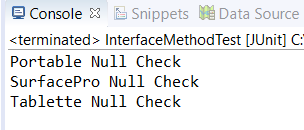 Console Snippets Data Source
<terminated> InterfaceMethodTest [JUnit] C:
Portable Null Check
SurfacePro Null Check
Tablette Null Check